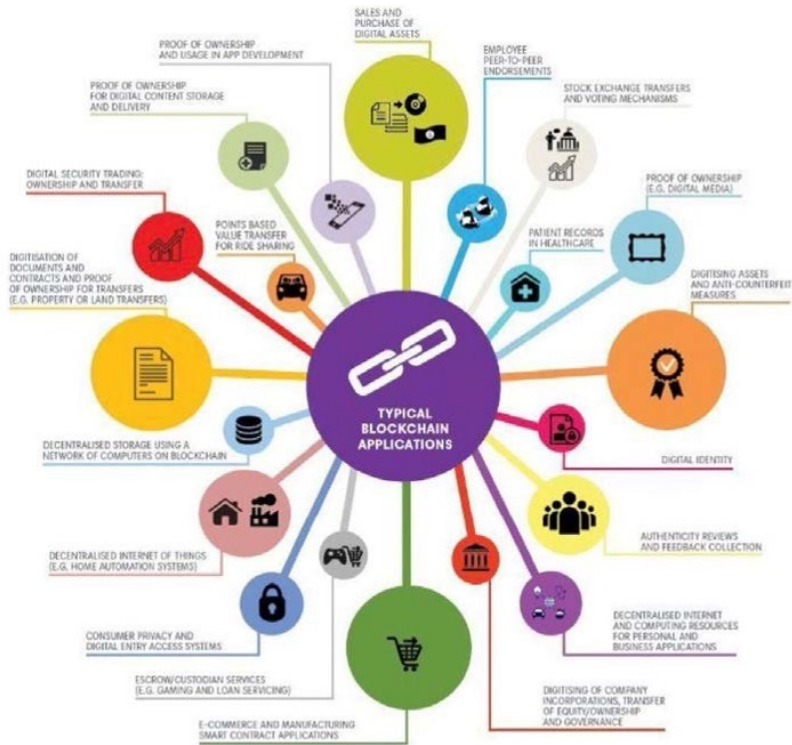 SALES AND
PURCHASE OF
DIGITAL ASSETS
PROOF OF OWNERSHIP
AND USAGE IN APP DEVELOPMENT
EMPLOYEE
PEER-TO-PEER
ENDORSEMENTS
PROOF OF OWNERSHIP
FOR DIGITAL CONTENT STORAGE
AND DELIVERY
STOCK EXCHANGE TRANSFERS
AND VOTING MECHANISMS
DIGITAL SECURITY TRADING:
OWNERSHIP AND TRANSFER
PROOF OF OWNERSHIP
(E.G. DIGITAL MEDIA)
POINTS BASED
VALUE TRANSFER
FOR RIDE SHARING
PATIENT RECORDS
IN HEALTHCARE
DIGITISATION OF
DOCUMENTS AND
CONTRACTS AND PROOF
OF OWNERSHIP FOR TRANSFERS
(E.G. PROPERTY OR LAND TRANSFERS)
DIGITISING ASSETS
AND ANTI-COUNTERFEIT
MEASURES
TYPICAL
BLOCKCHAIN
APPLICATIONS
DECENTRALISED STORAGE USING A
NETWORK OF COMPUTERS ON BLOCKCHAIN
DIGITAL IDENTITY
DECENTRALISED INTERNET OF THINGS
(E.G. HOME AUTOMATION SYSTEMS)
AUTHENTICITY REVIEWS
AND FEEDBACK COLLECTION
CONSUMER PRIVACY AND
DIGITAL ENTRY ACCESS SYSTEMS
DECENTRALISED INTERNET
AND COMPUTING RESOURCES
FOR PERSONAL AND
BUSINESS APPLICATIONS
ESCROW/CUSTODIAN SERVICES
(E.G. GAMING AND LOAN SERVICING)
DIGITISING OF COMPANY
INCORPORATIONS, TRANSFER
OF EQUITY/OWNERSHIP
AND GOVERNANCE
E-COMMERCE AND MANUFACTURING
SMART CONTRACT APPLICATIONS